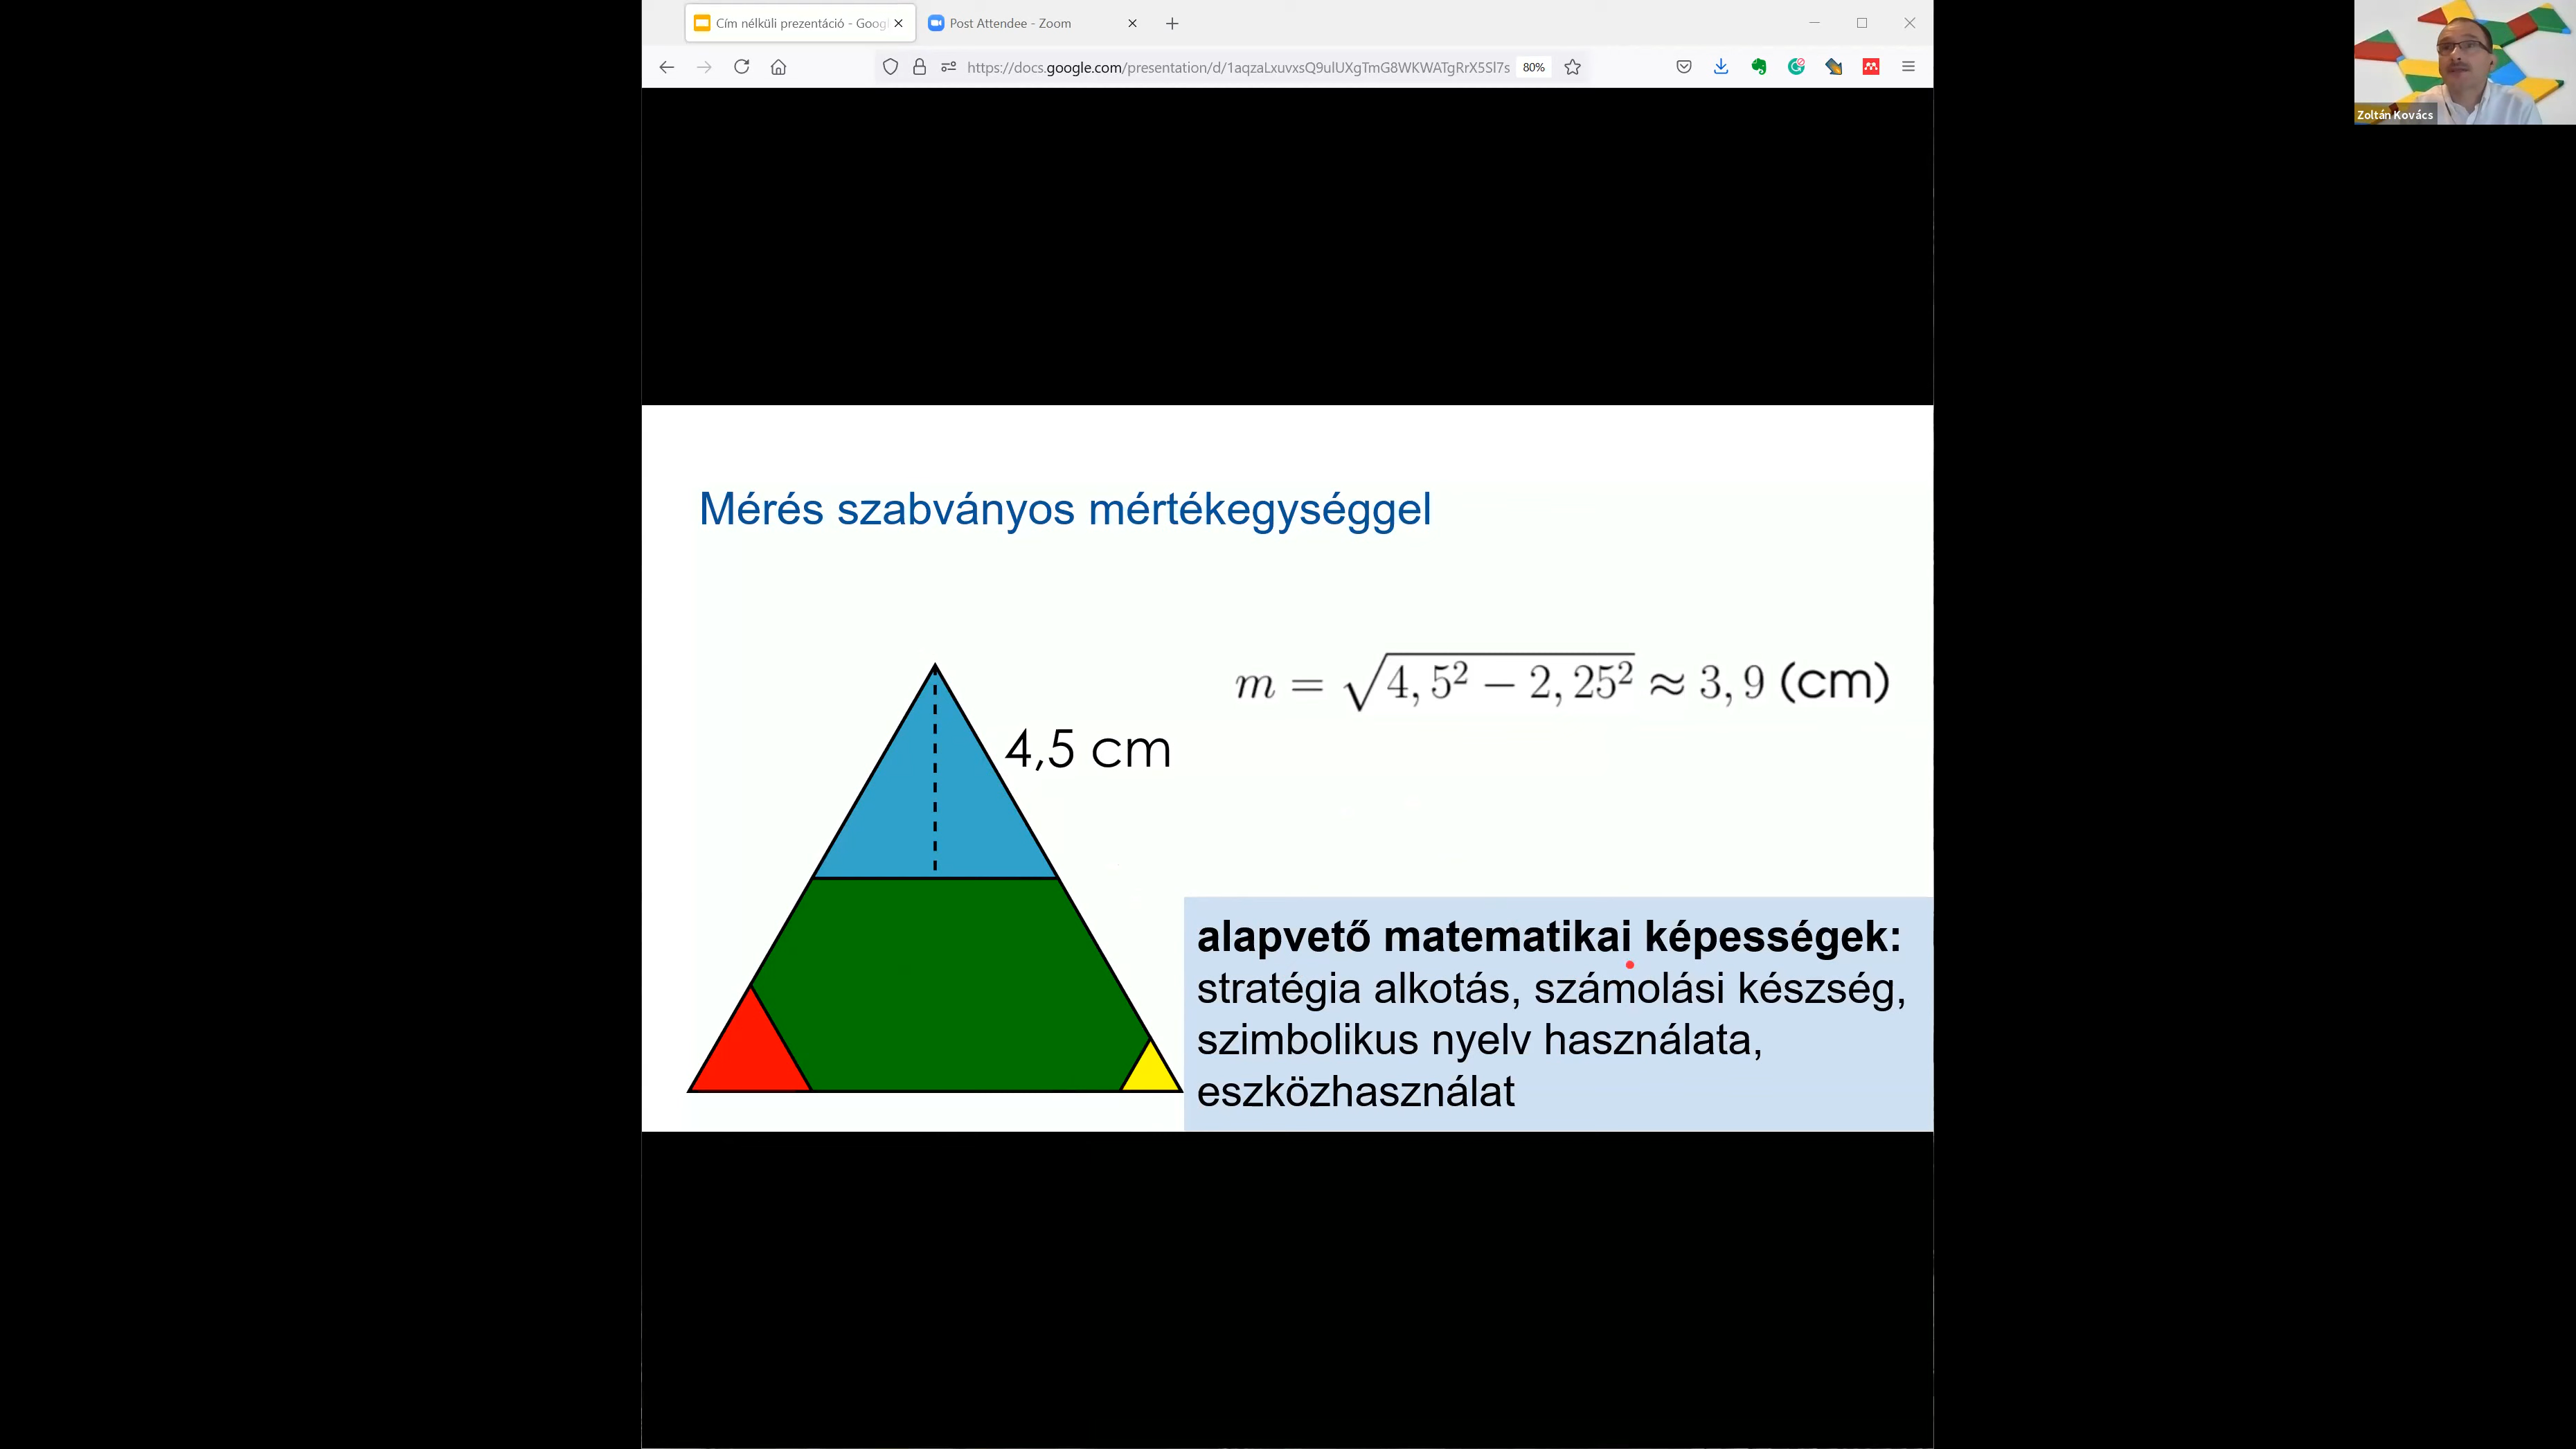 Cím nélküli prezentáció - Goog
Post Attendee - Zoom
https://docs.google.com/presentation/d/1aqzaLxuvxsQ9ulUXgTmG8WKWATgRrX5Sl7s
80%
Zoltán Kovács
Mérés szabványos mértékegységgel
m = √(4,5² − 2,25²) ≈ 3,9 (cm)
4,5 cm
alapvető matematikai képességek:
stratégia alkotás, számolási készség,
szimbolikus nyelv használata,
eszközhasználat